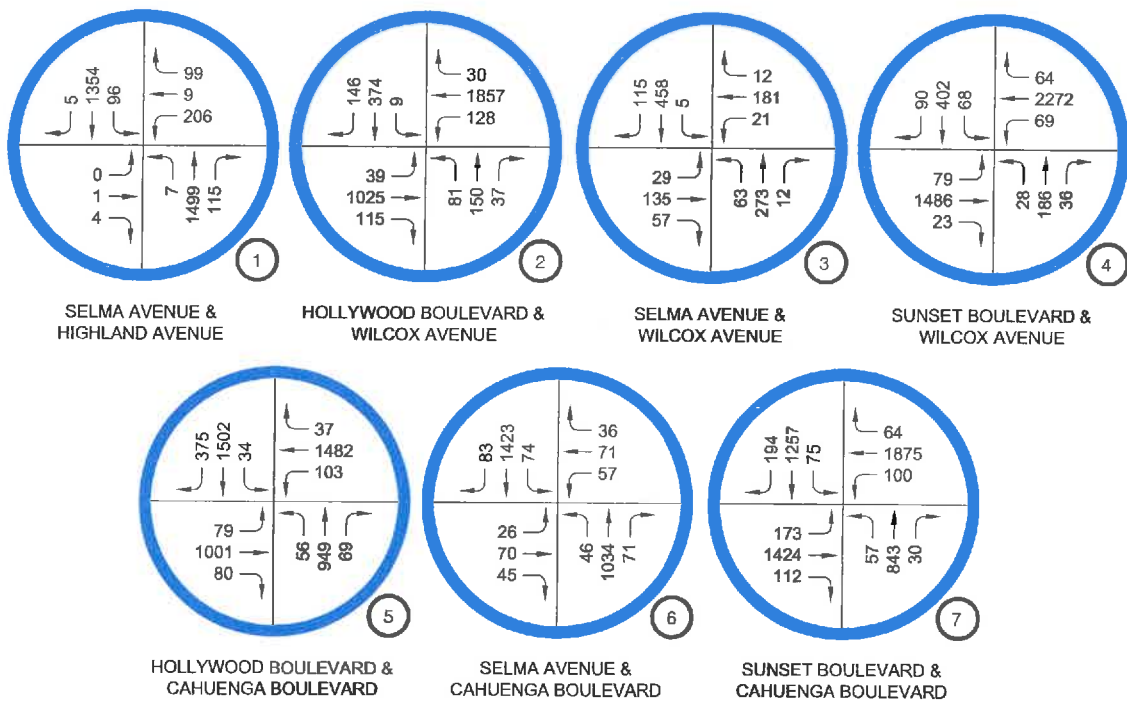 5 1354 96
99
9
206
0
1
4
7 1499 115
1
SELMA AVENUE &
HIGHLAND AVENUE
146 374 9
30
1857
128
39
1025
115
81 150 37
2
HOLLYWOOD BOULEVARD &
WILCOX AVENUE
115 458 5
12
181
21
29
135
57
63 273 12
3
SELMA AVENUE &
WILCOX AVENUE
90 402 68
64
2272
69
79
1486
23
28 186 36
4
SUNSET BOULEVARD &
WILCOX AVENUE
375 1502 34
37
1482
103
79
1001
80
56 949 69
5
HOLLYWOOD BOULEVARD &
CAHUENGA BOULEVARD
83 1423 74
36
71
57
26
70
45
46 1034 71
6
SELMA AVENUE &
CAHUENGA BOULEVARD
194 1257 75
64
1875
100
173
1424
112
57 843 30
7
SUNSET BOULEVARD &
CAHUENGA BOULEVARD